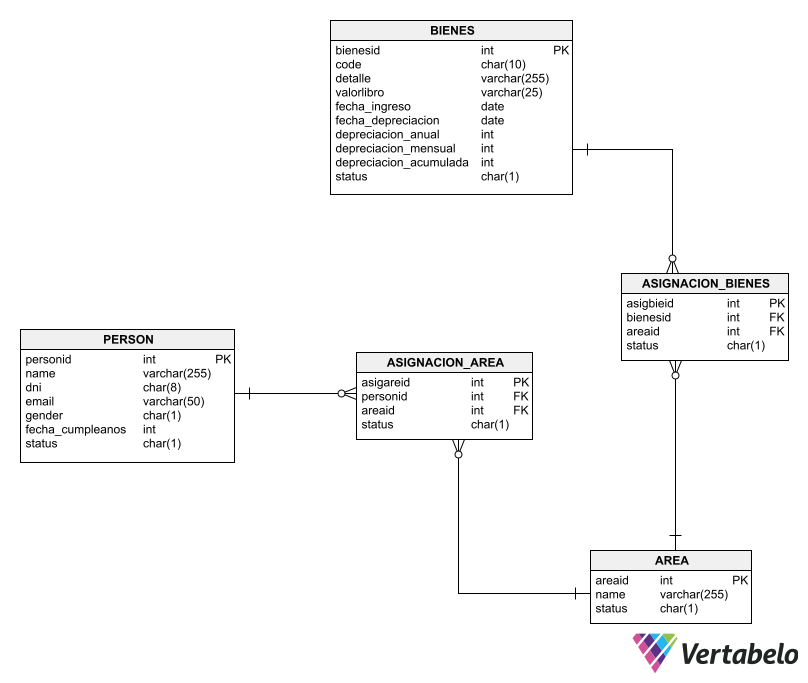 BIENES
bienesid int PK
code char(10)
detalle varchar(255)
valorlibro varchar(25)
fecha_ingreso date
fecha_depreciacion date
depreciacion_anual int
depreciacion_mensual int
depreciacion_acumulada int
status char(1)
ASIGNACION_BIENES
asigbieid int PK
bienesid int FK
areaid int FK
status char(1)
PERSON
personid int PK
name varchar(255)
dni char(8)
email varchar(50)
gender char(1)
fecha_cumpleanos int
status char(1)
ASIGNACION_AREA
asigareid int PK
personid int FK
areaid int FK
status char(1)
AREA
areaid int PK
name varchar(255)
status char(1)
Vertabelo